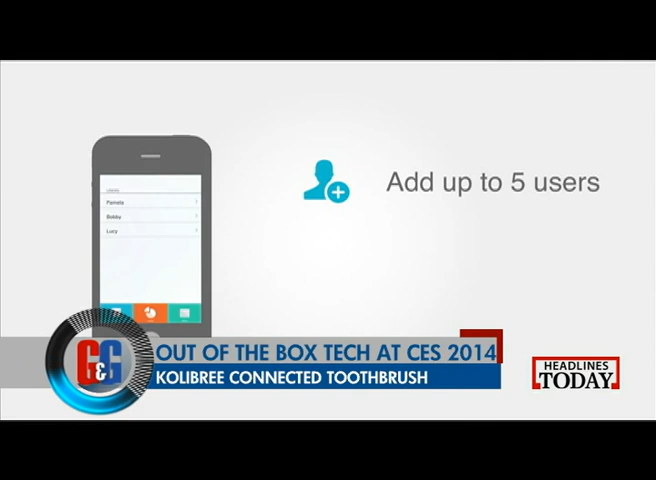 Add up to 5 users
Pamela
Bobby
Lucy
G&G
OUT OF THE BOX TECH AT CES 2014
KOLIBREE CONNECTED TOOTHBRUSH
HEADLINES
TODAY